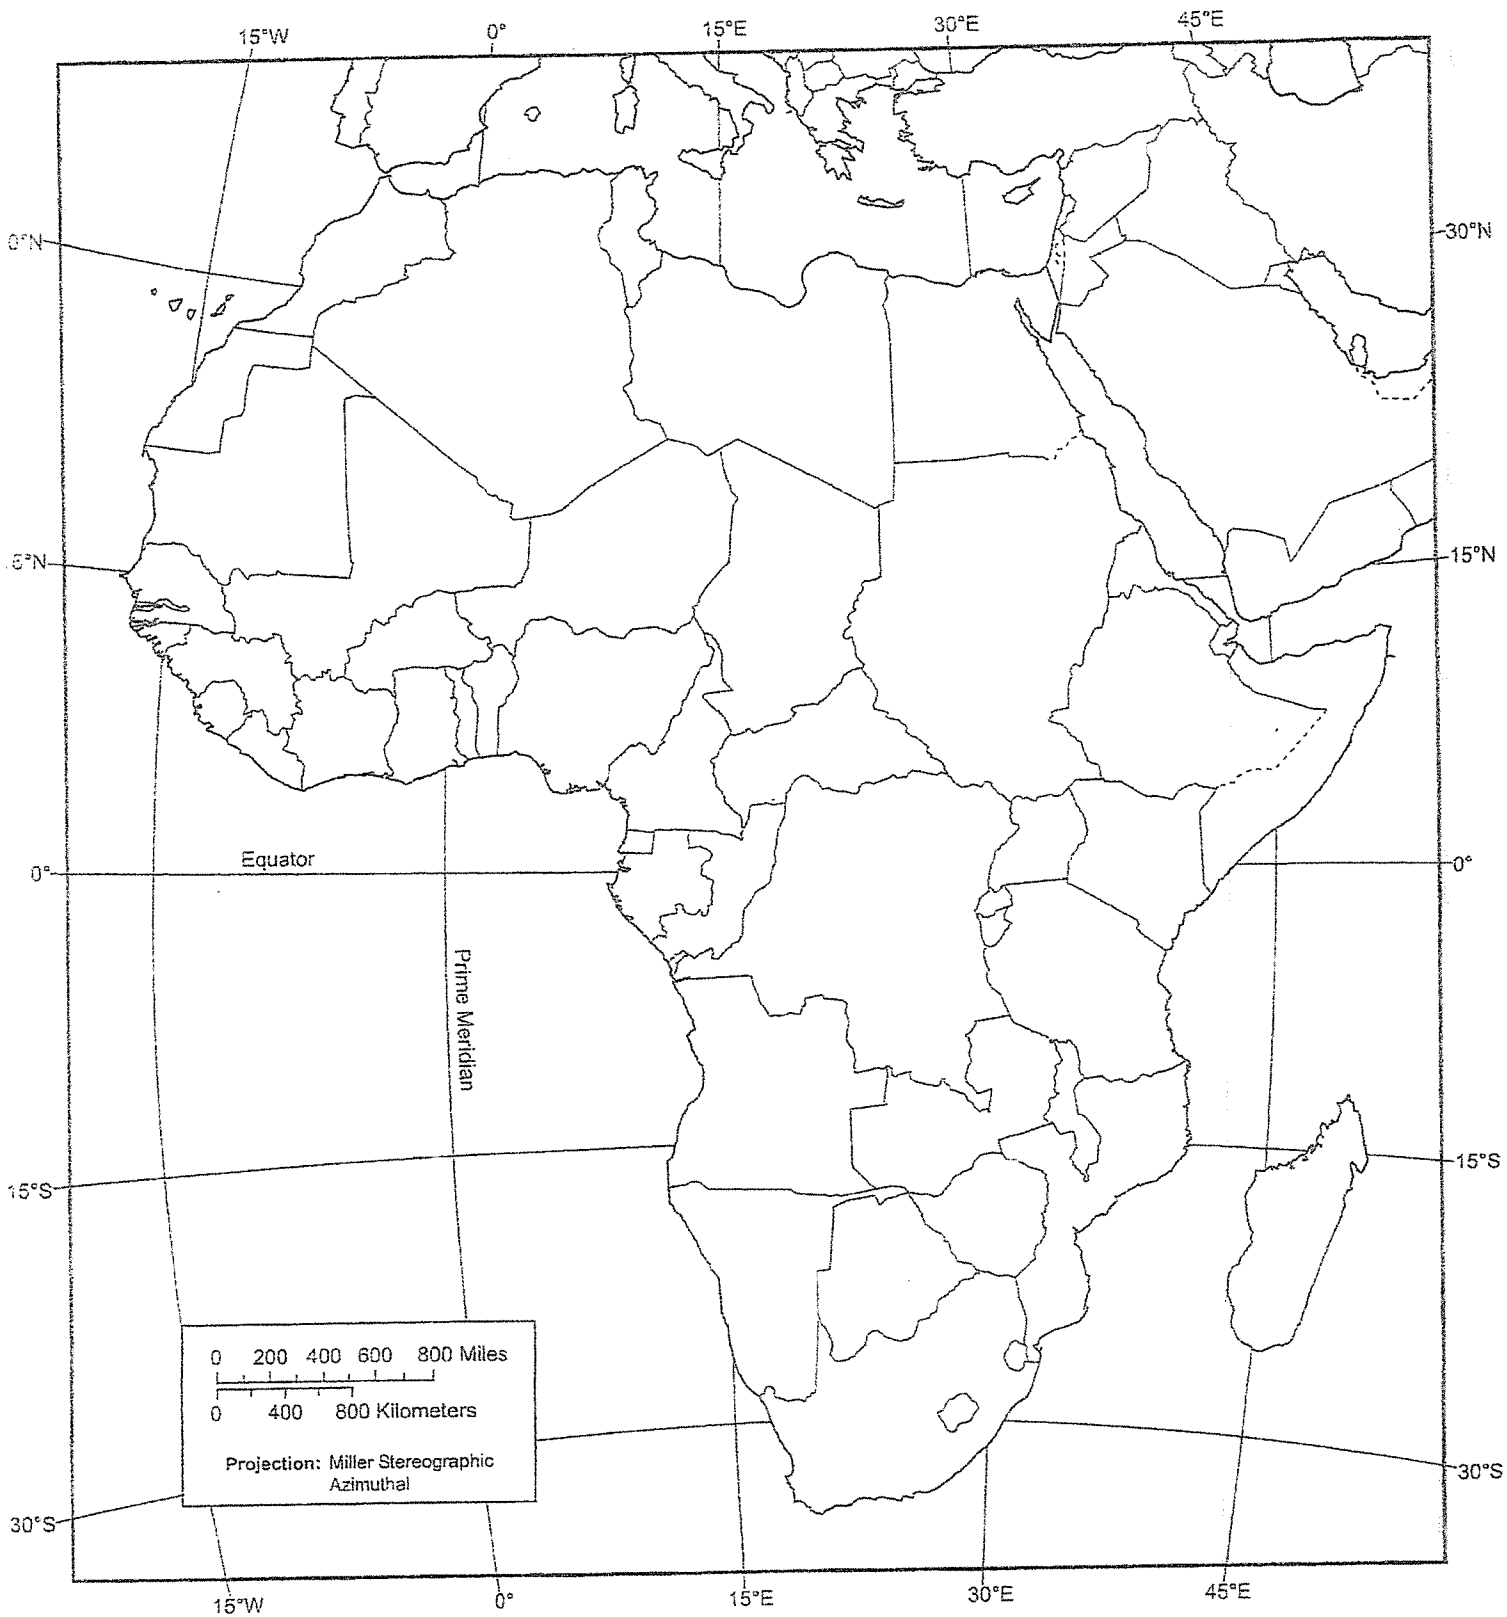 15°W 0° 15°E 30°E 45°E
0°N 30°N
5°N 15°N
Equator
0° 0°
Prime Meridian
15°S 15°S
0 200 400 600 800 Miles
0 400 800 Kilometers
Projection: Miller Stereographic
Azimuthal
30°S 30°S
15°W 0° 15°E 30°E 45°E